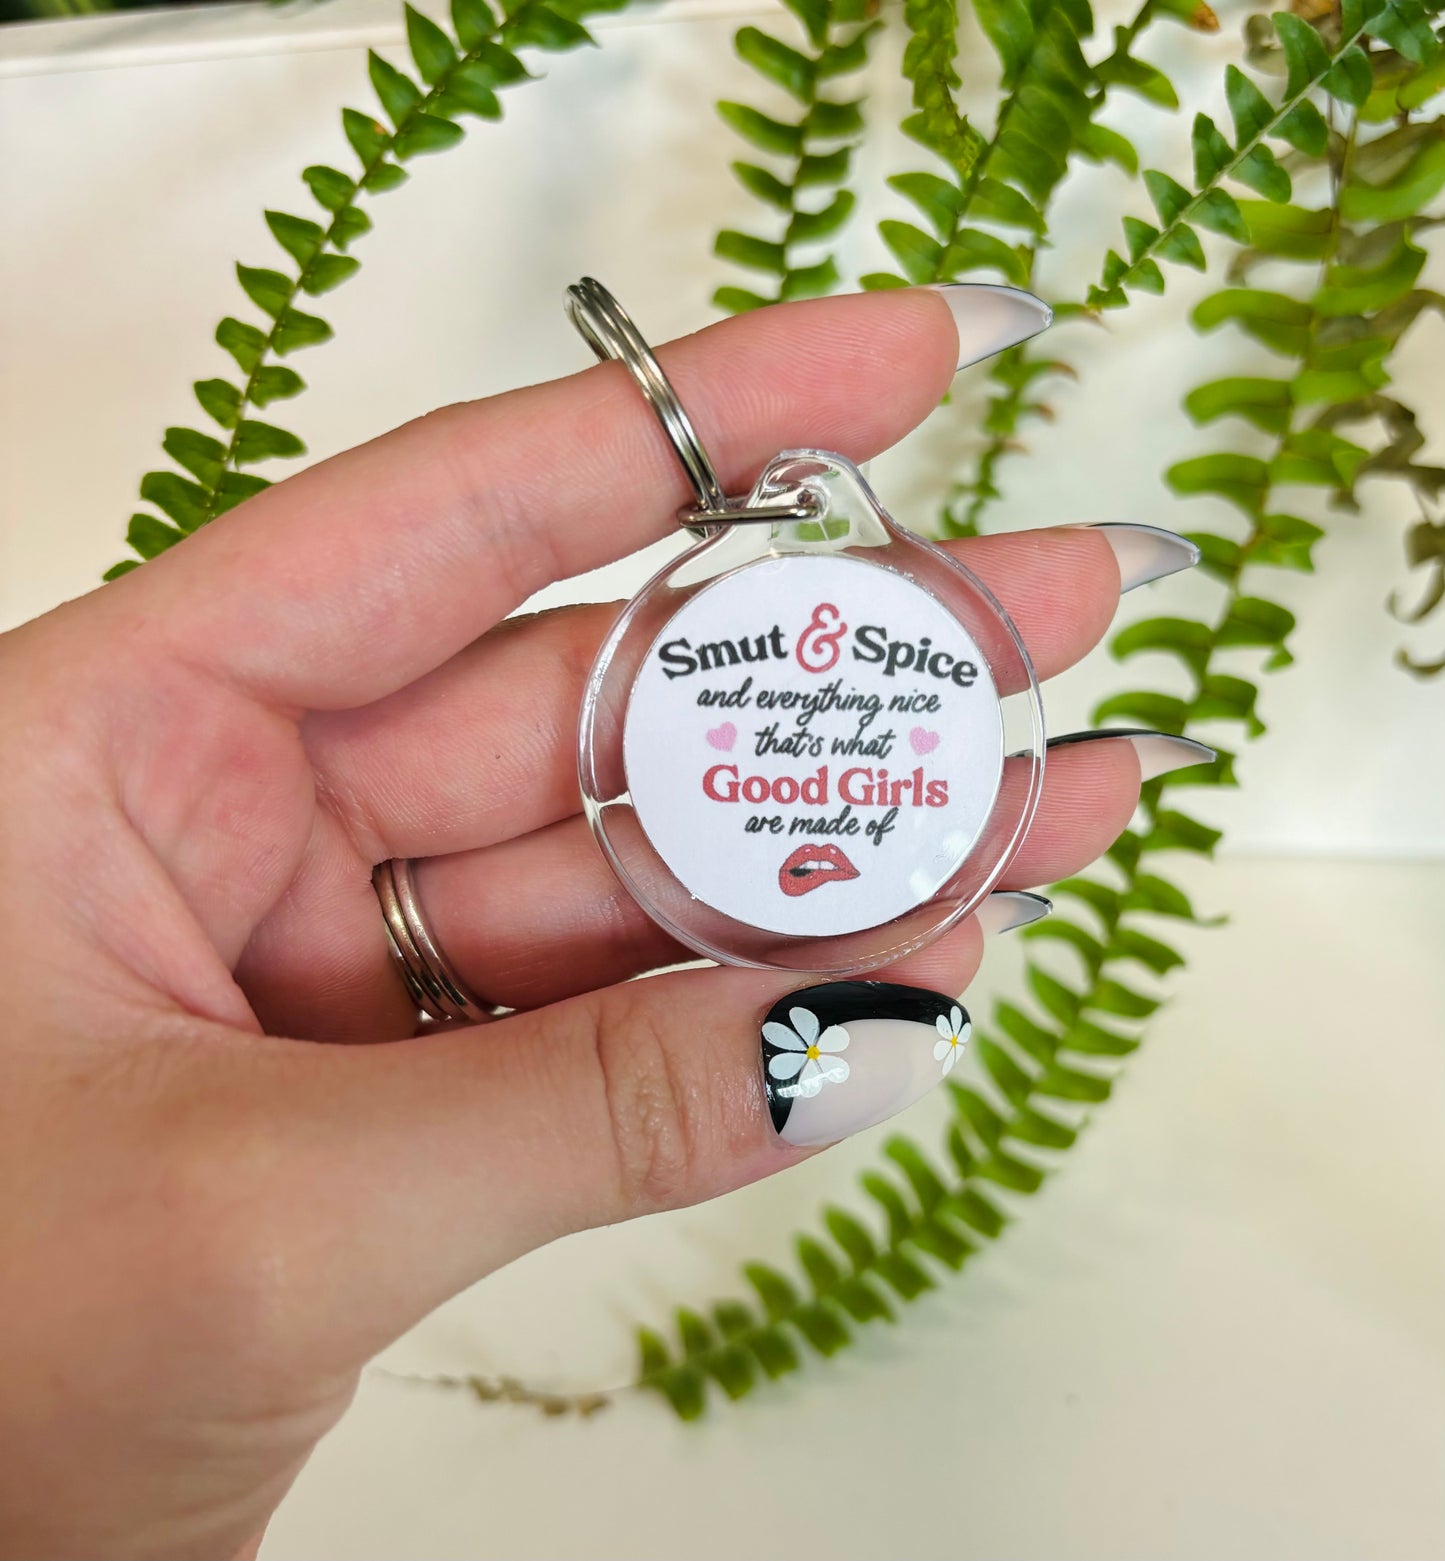 Smut & Spice
and everything nice
that's what
Good Girls
are made of